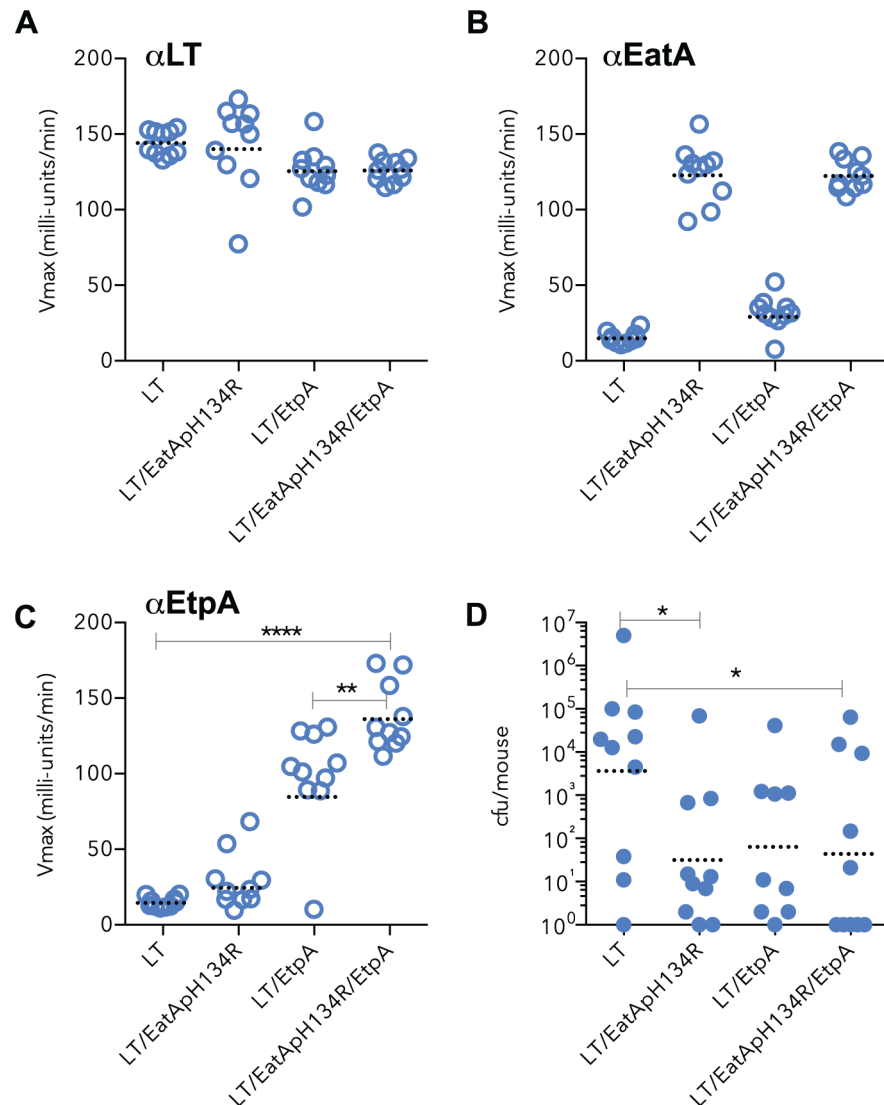 A
αLT
200
150
100
50
0
Vmax (milli-units/min)
LT
LT/EatApH134R
LT/EtpA
LT/EatApH134R/EtpA
B
αEatA
200
150
100
50
0
Vmax (milli-units/min)
LT
LT/EatApH134R
LT/EtpA
LT/EatApH134R/EtpA
C
αEtpA
200
150
100
50
0
Vmax (milli-units/min)
****
**
LT
LT/EatApH134R
LT/EtpA
LT/EatApH134R/EtpA
D
10⁷
10⁶
10⁵
10⁴
10³
10²
10¹
10⁰
cfu/mouse
*
*
LT
LT/EatApH134R
LT/EtpA
LT/EatApH134R/EtpA